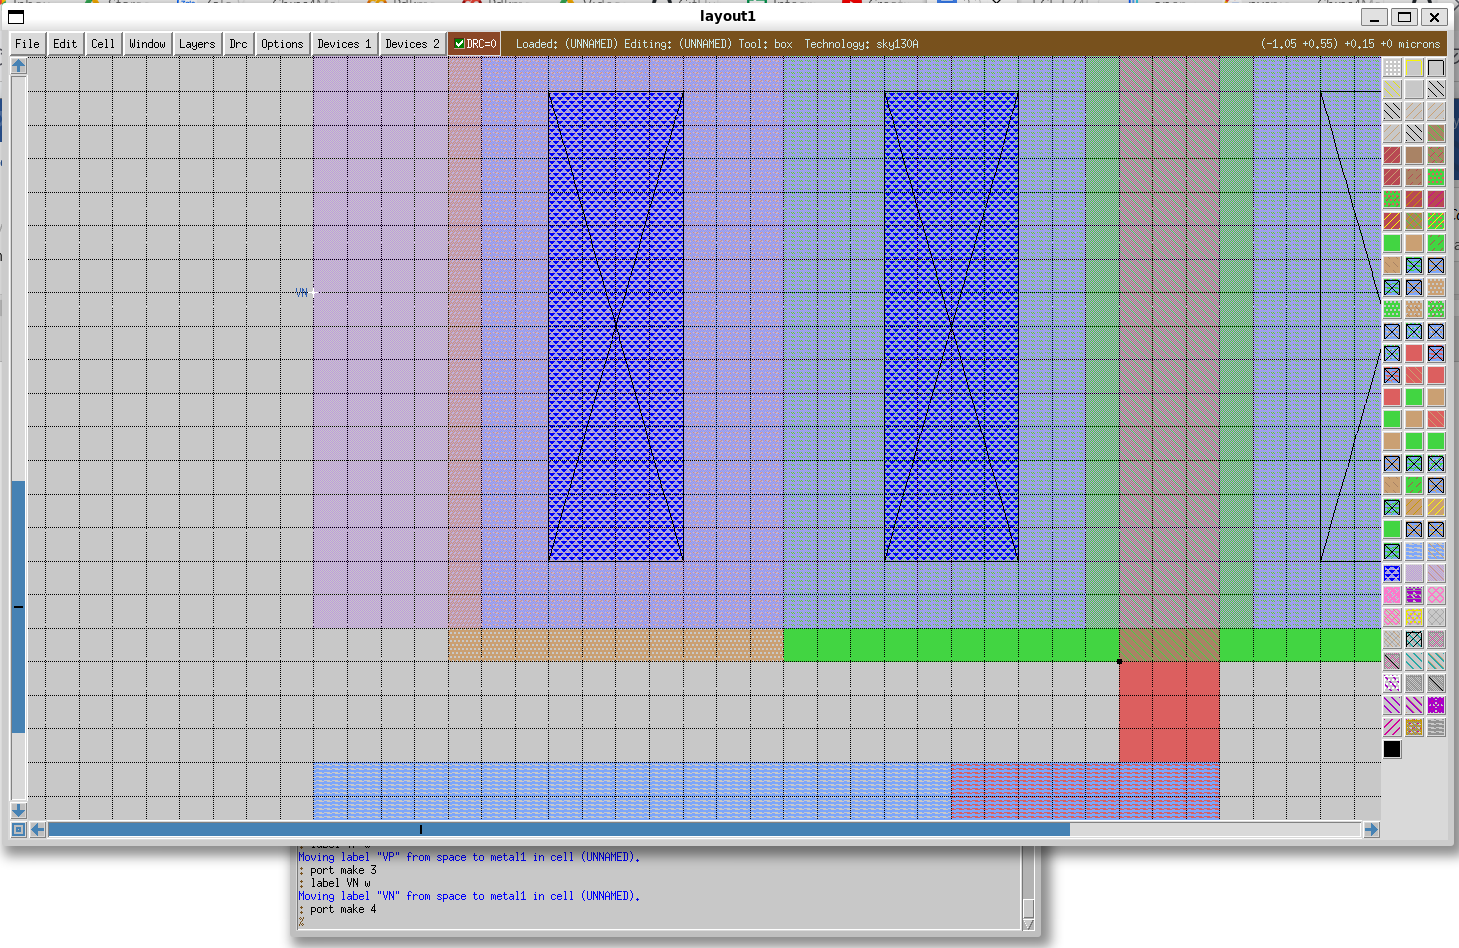 layout1
File Edit Cell Window Layers Drc Options Devices 1 Devices 2 DRC=0 Loaded: (UNNAMED) Editing: (UNNAMED) Tool: box Technology: sky130A (-1.05 +0.55) +0.15 +0 microns
VN
Moving label "VP" from space to metal1 in cell (UNNAMED).
: port make 3
: label VN w
Moving label "VN" from space to metal1 in cell (UNNAMED).
: port make 4
%